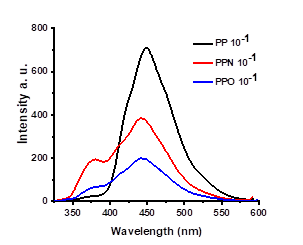 800
600
400
200
0
Intensity a. u.
PP 10⁻¹
PPN 10⁻¹
PPO 10⁻¹
350 400 450 500 550 600
Wavelength (nm)